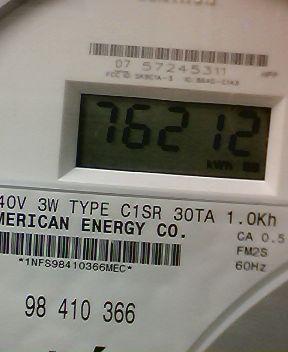 07 57245311
76212
kWh
40V 3W TYPE C1SR 30TA 1.0Kh
MERICAN ENERGY CO.
CA 0.5
FM2S
60Hz
*1NFS98410366MEC*
98 410 366